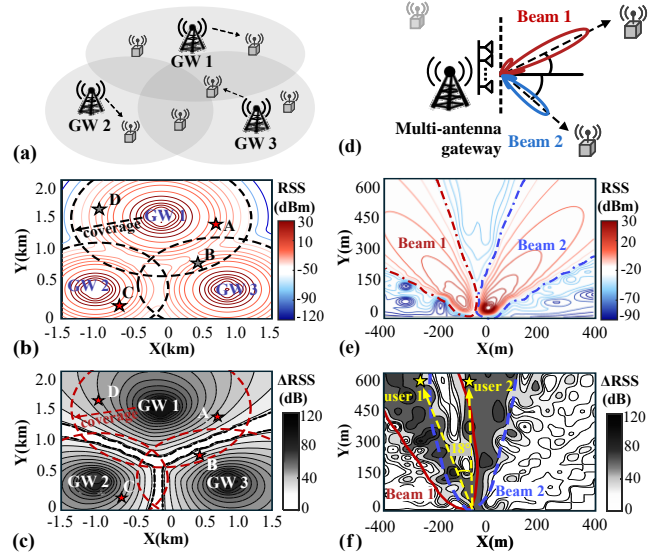 GW 1
GW 2
GW 3
(a)
Beam 1
Beam 2
Multi-antenna
gateway
(d)
2.0
1.5
1.0
0.5
0
Y(km)
-1.5 -1.0 -0.5 0 0.5 1.0 1.5
X(km)
D
GW 1
A
coverage
B
GW 2
C
GW 3
RSS
(dBm)
30
15
-60
-90
-120
(b)
600
450
300
150
0
Y(m)
-400 -200 0 200 400
X(m)
Beam 1
Beam 2
RSS
(dBm)
30
15
0
-50
-70
-90
(e)
2.0
1.5
1.0
0.5
0
Y(km)
-1.5 -1.0 -0.5 0 0.5 1.0 1.5
X(km)
D
GW 1
A
coverage
B
GW 2
C
GW 3
ΔRSS
(dB)
120
80
40
0
(c)
600
450
300
150
0
Y(m)
-400 -200 0 200 400
X(m)
user 1
user 2
18
Beam 1
Beam 2
ΔRSS
(dB)
120
80
40
0
(f)